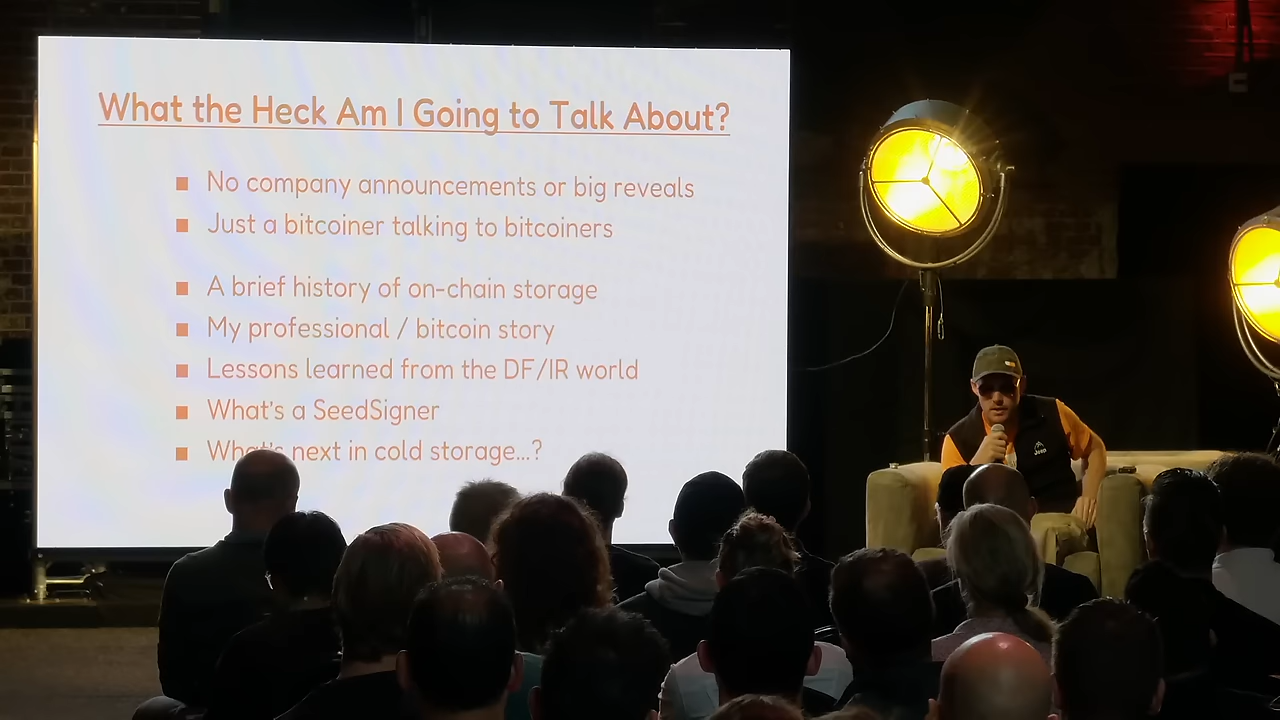 What the Heck Am I Going to Talk About?
No company announcements or big reveals
Just a bitcoiner talking to bitcoiners
A brief history of on-chain storage
My professional / bitcoin story
Lessons learned from the DF/IR world
What's a SeedSigner
What's next in cold storage...?
Jeep